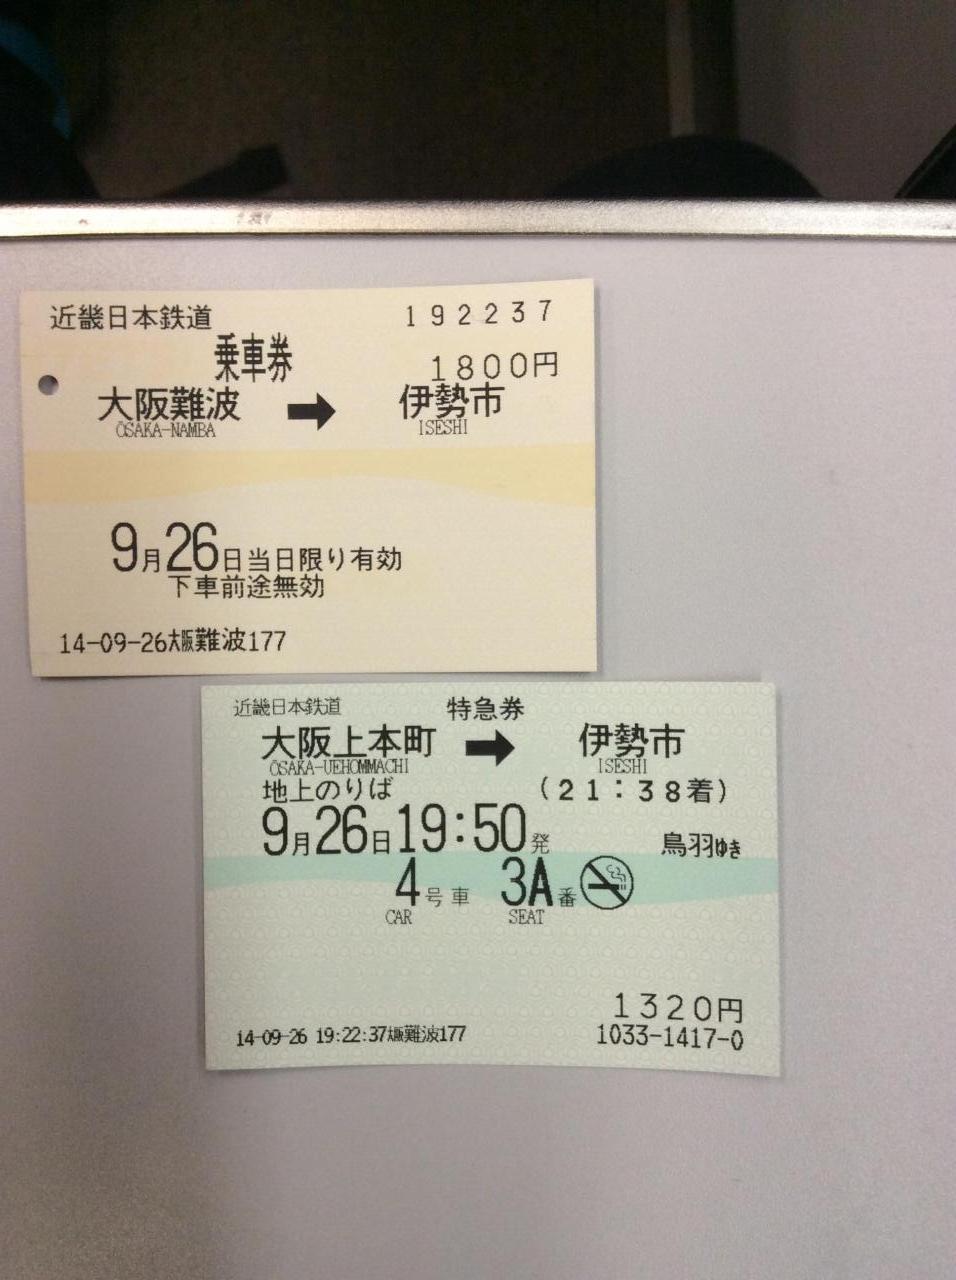 近畿日本鉄道 192237
乗車券 1800円
大阪難波 ➡ 伊勢市
ŌSAKA-NAMBA ISESHI
9月26日当日限り有効
下車前途無効
14-09-26大阪難波177
近畿日本鉄道 特急券
大阪上本町 ➡ 伊勢市
ŌSAKA-UEHOMMACHI ISESHI
地上のりば (21:38着)
9月26日19:50発 鳥羽ゆき
4号車 3A番
CAR SEAT
1320円
14-09-26 19:22:37大阪難波177 1033-1417-0